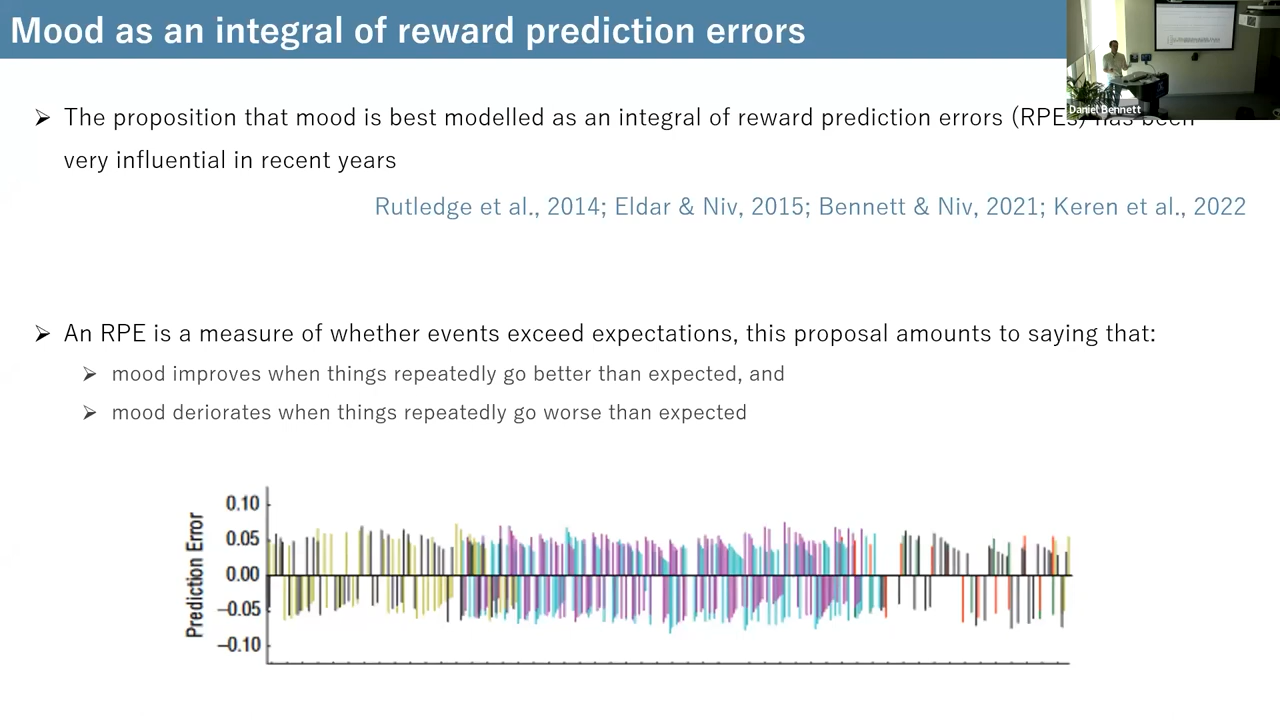 Mood as an integral of reward prediction errors
Daniel Bennett
The proposition that mood is best modelled as an integral of reward prediction errors (RPEs) has been
very influential in recent years
Rutledge et al., 2014; Eldar & Niv, 2015; Bennett & Niv, 2021; Keren et al., 2022
An RPE is a measure of whether events exceed expectations, this proposal amounts to saying that:
mood improves when things repeatedly go better than expected, and
mood deriorates when things repeatedly go worse than expected
Prediction Error
0.10
0.05
0.00
−0.05
−0.10